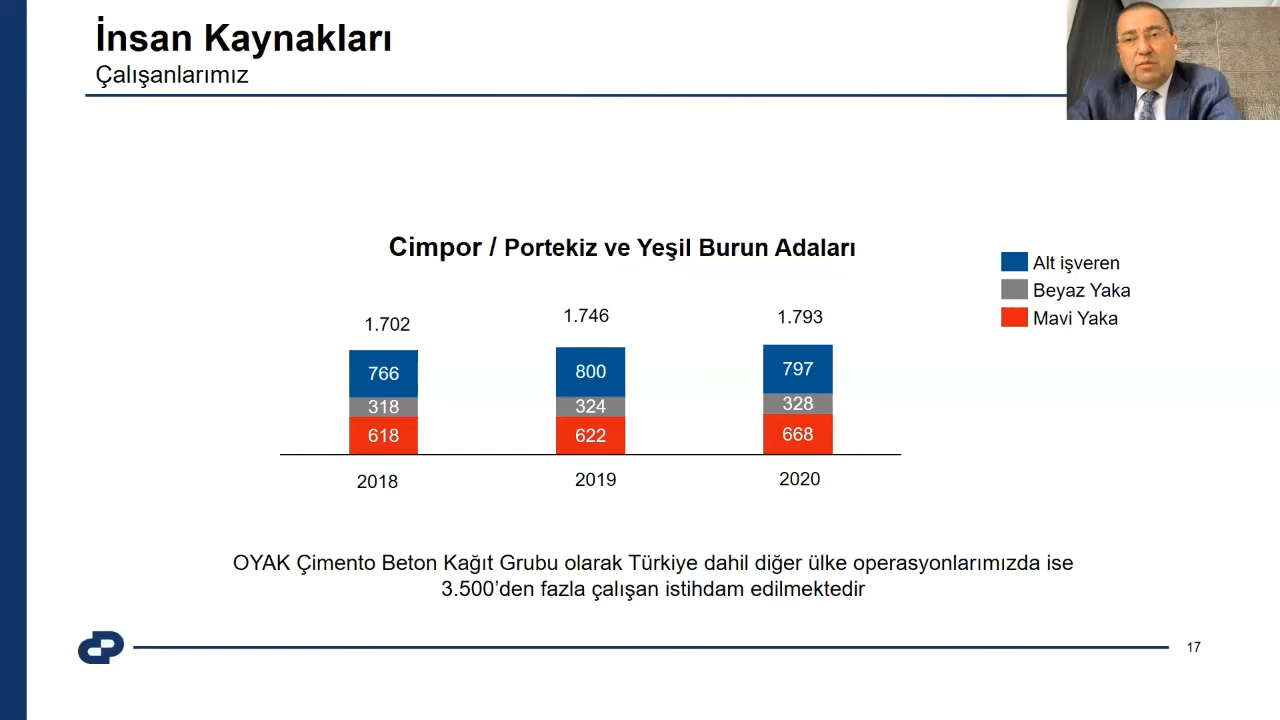 İnsan Kaynakları
Çalışanlarımız
Cimpor / Portekiz ve Yeşil Burun Adaları
Alt işveren
Beyaz Yaka
Mavi Yaka
1.702
1.746
1.793
766
800
797
318
324
328
618
622
668
2018
2019
2020
OYAK Çimento Beton Kağıt Grubu olarak Türkiye dahil diğer ülke operasyonlarımızda ise
3.500’den fazla çalışan istihdam edilmektedir
17